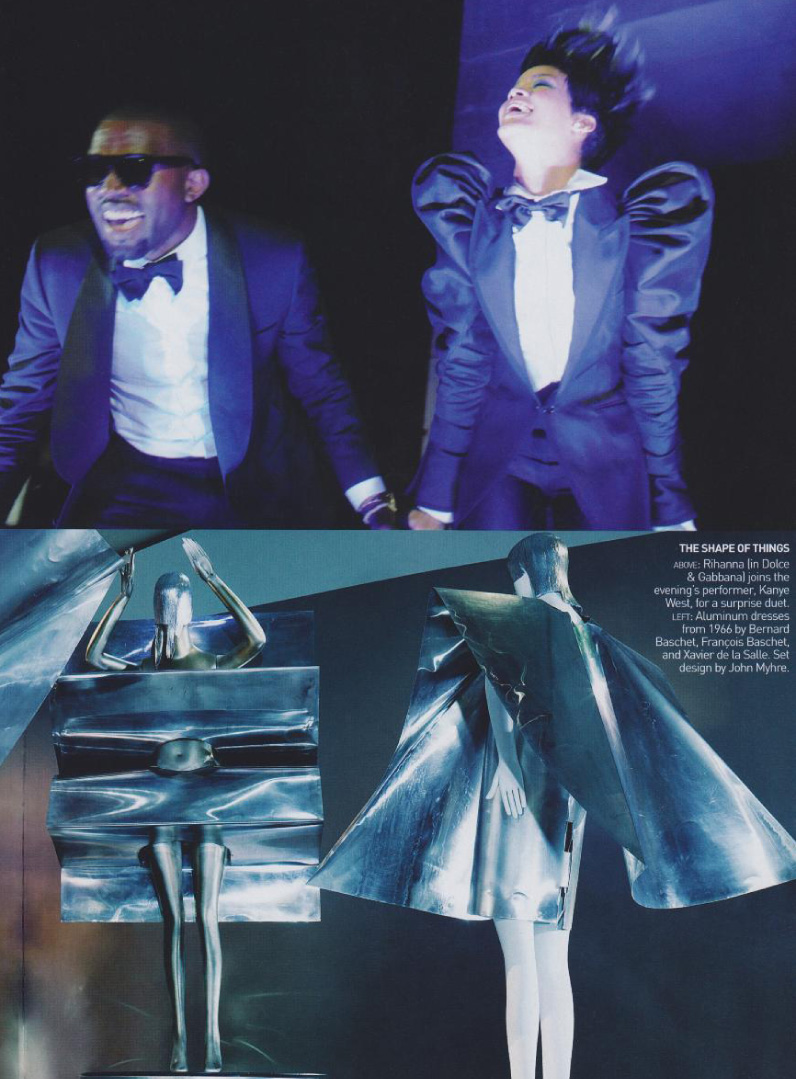 THE SHAPE OF THINGS
ABOVE: Rihanna (in Dolce
& Gabbana) joins the
evening's performer, Kanye
West, for a surprise duet.
LEFT: Aluminum dresses
from 1966 by Bernard
Baschet, François Baschet,
and Xavier de la Salle. Set
design by John Myhre.